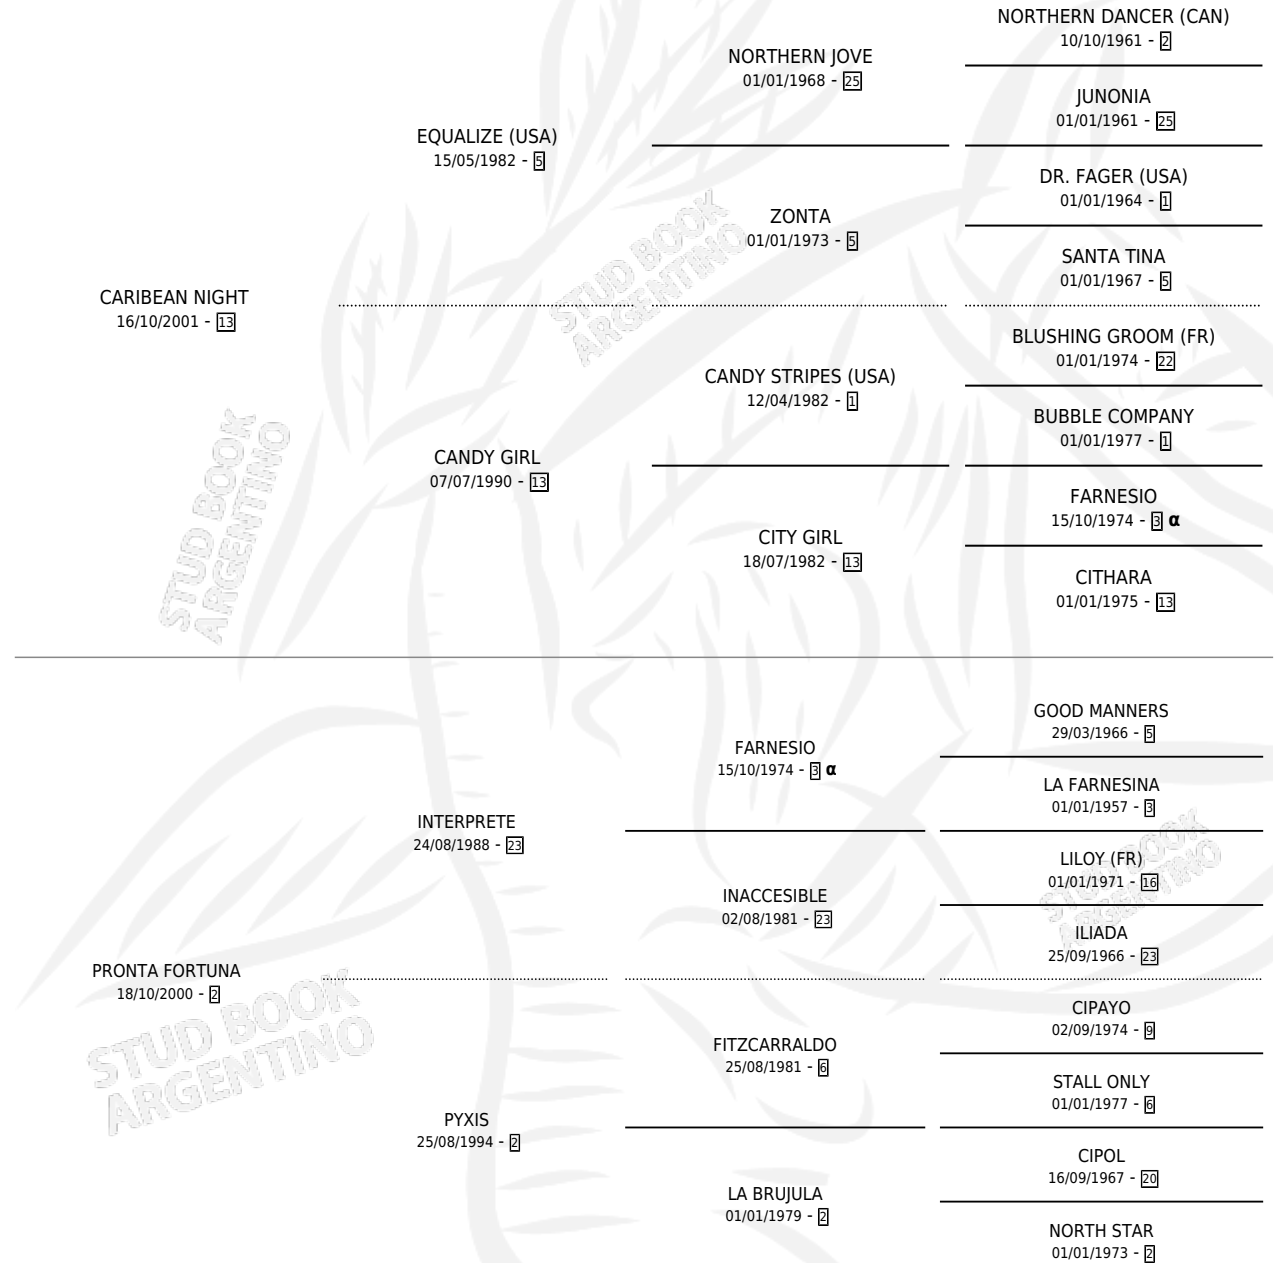 NORTHERN DANCER (CAN)
10/10/1961 - 2
NORTHERN JOVE
01/01/1968 - 25
JUNONIA
01/01/1961 - 25
EQUALIZE (USA)
15/05/1982 - 5
DR. FAGER (USA)
01/01/1964 - 1
ZONTA
01/01/1973 - 5
SANTA TINA
01/01/1967 - 5
STUD BOOK
ARGENTINO
CARIBEAN NIGHT
16/10/2001 - 13
BLUSHING GROOM (FR)
01/01/1974 - 22
CANDY STRIPES (USA)
12/04/1982 - 1
BUBBLE COMPANY
01/01/1977 - 1
CANDY GIRL
07/07/1990 - 13
FARNESIO
15/10/1974 - 3 α
CITY GIRL
18/07/1982 - 13
CITHARA
01/01/1975 - 13
STUD BOOK
ARGENTINO
GOOD MANNERS
29/03/1966 - 5
FARNESIO
15/10/1974 - 3 α
LA FARNESINA
01/01/1957 - 3
INTERPRETE
24/08/1988 - 23
LILOY (FR)
01/01/1971 - 16
INACCESIBLE
02/08/1981 - 23
ILIADA
25/09/1966 - 23
STUD BOOK
ARGENTINO
PRONTA FORTUNA
18/10/2000 - 2
CIPAYO
02/09/1974 - 9
FITZCARRALDO
25/08/1981 - 6
STALL ONLY
01/01/1977 - 6
PYXIS
25/08/1994 - 2
CIPOL
16/09/1967 - 20
LA BRUJULA
01/01/1979 - 2
NORTH STAR
01/01/1973 - 2
STUD BOOK
ARGENTINO